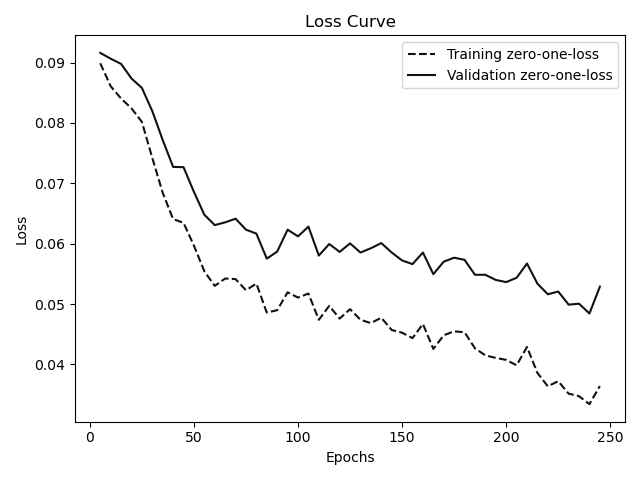 Loss Curve
Training zero-one-loss
Validation zero-one-loss
0.09
0.08
0.07
0.06
0.05
0.04
Loss
0
50
100
150
200
250
Epochs